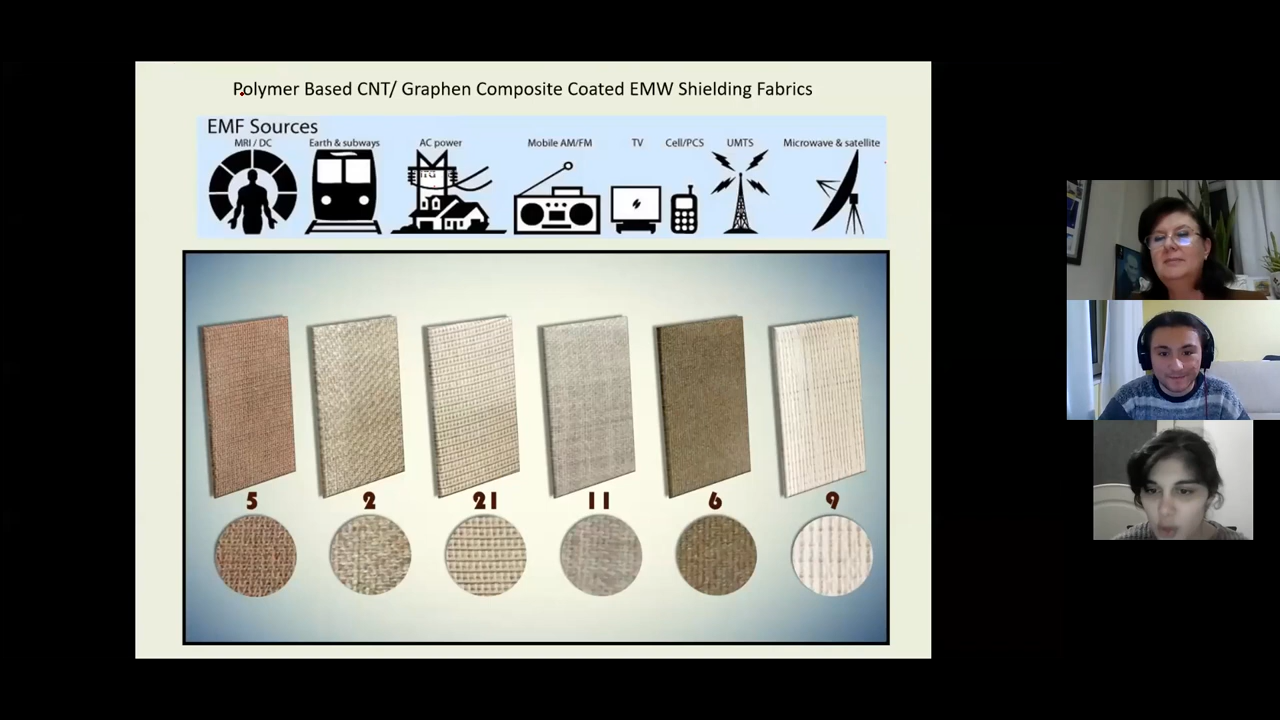 Polymer Based CNT/ Graphen Composite Coated EMW Shielding Fabrics
EMF Sources
MRI / DC Earth & subways AC power Mobile AM/FM TV Cell/PCS UMTS Microwave & satellite
5 2 21 11 6 9